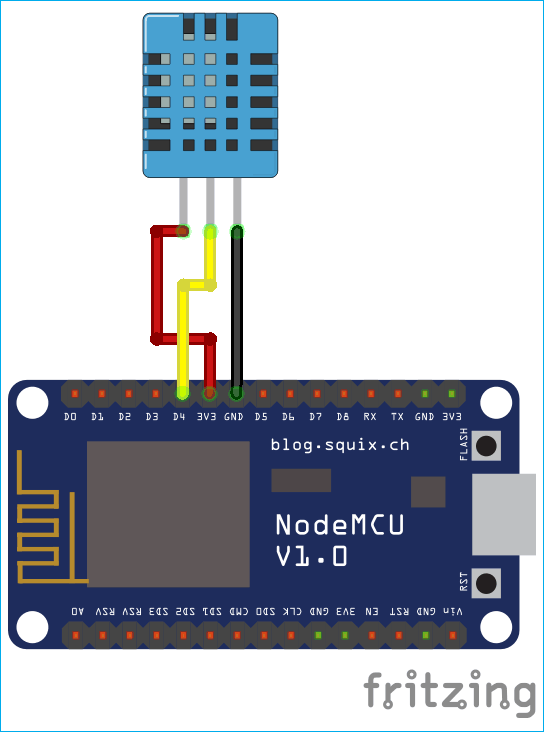 D0 D1 D2 D3 D4 3V3 GND D5 D6 D7 D8 RX TX GND 3V3
blog.squix.ch
FLASH
NodeMCU
V1.0
RST
A0 RSV RSV SD3 SD2 SD1 CMD SD0 CLK GND 3V3 EN RST GND Vin
fritzing